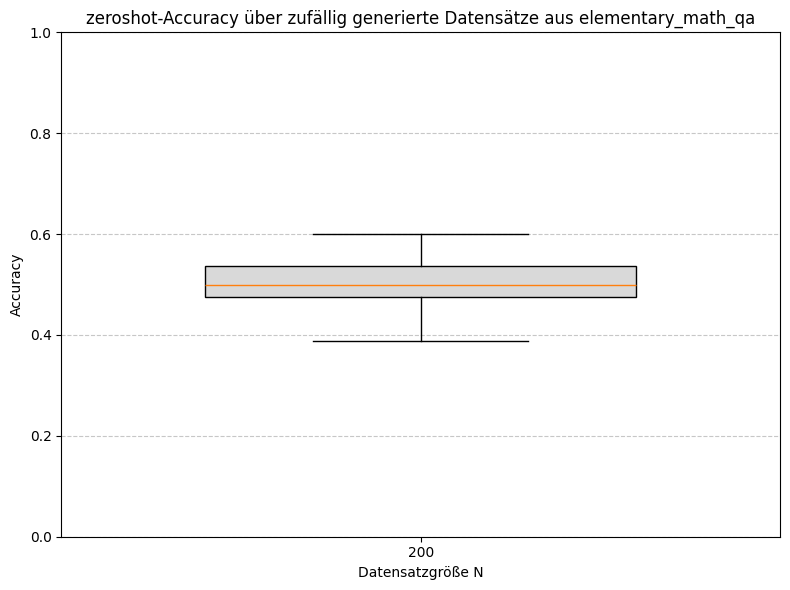 zeroshot-Accuracy über zufällig generierte Datensätze aus elementary_math_qa
1.0
0.8
0.6
0.4
0.2
0.0
Accuracy
200
Datensatzgröße N